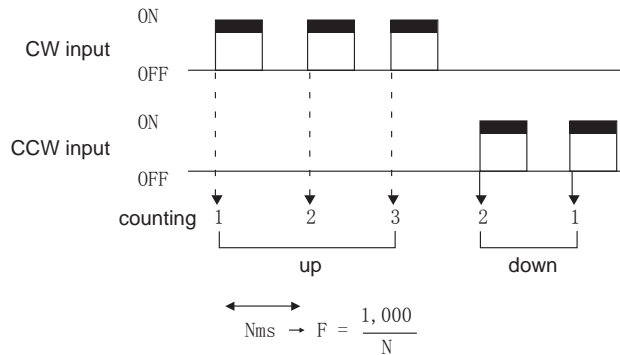 ON
CW input
OFF
ON
CCW input
OFF
counting 1 2 3 2 1
up down
Nms → F = 1,000
N